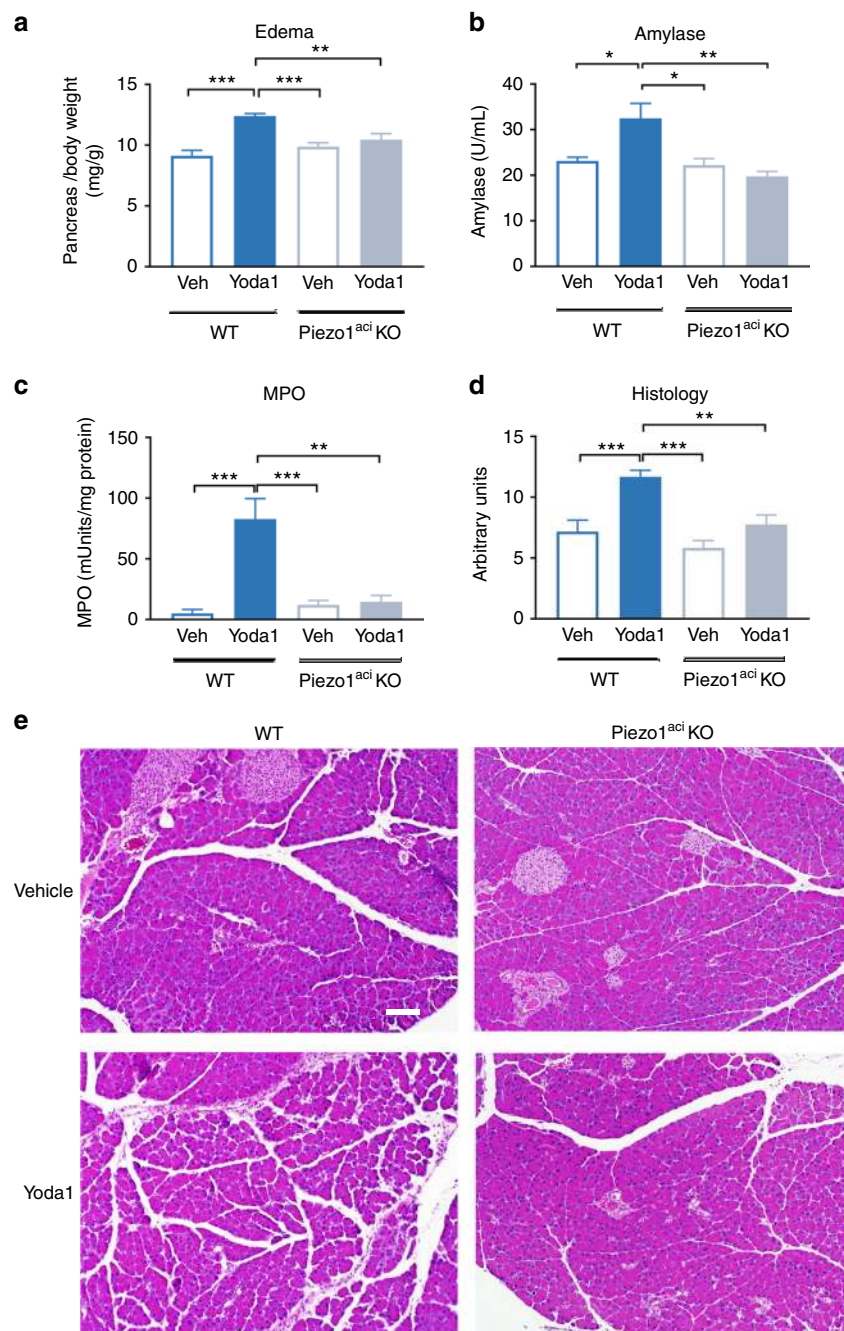 a
Edema
**
***
***
15
10
5
0
Pancreas /body weight
(mg/g)
Veh
Yoda1
Veh
Yoda1
WT
Piezo1aci KO
b
Amylase
*
**
*
40
30
20
10
0
Amylase (U/mL)
Veh
Yoda1
Veh
Yoda1
WT
Piezo1aci KO
c
MPO
**
***
***
150
100
50
0
MPO (mUnits/mg protein)
Veh
Yoda1
Veh
Yoda1
WT
Piezo1aci KO
d
Histology
**
***
***
15
10
5
0
Arbitrary units
Veh
Yoda1
Veh
Yoda1
WT
Piezo1aci KO
e
WT
Piezo1aci KO
Vehicle
Yoda1